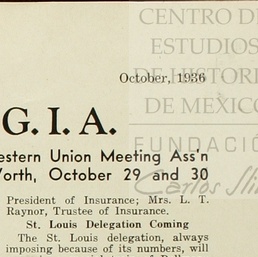 CENTRO DE
ESTUDIOS
DE HISTORI
DE MEXICO
October, 1936
FUNDACIÓ
G. I. A.
estern Union Meeting Ass'n
Worth, October 29 and 30
Carlos Sli
President of Insurance; Mrs. L. T.
Raynor, Trustee of Insurance.
St. Louis Delegation Coming
The St. Louis delegation, always
imposing because of its numbers, will